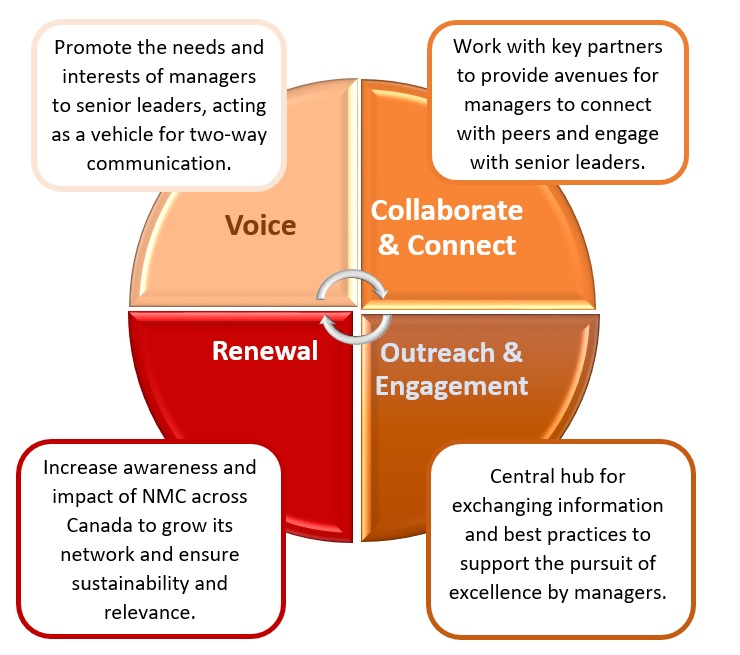 Promote the needs and
interests of managers
to senior leaders, acting
as a vehicle for two-way
communication.
Work with key partners
to provide avenues for
managers to connect
with peers and engage
with senior leaders.
Voice
Collaborate
& Connect
Renewal
Outreach &
Engagement
Increase awareness and
impact of NMC across
Canada to grow its
network and ensure
sustainability and
relevance.
Central hub for
exchanging information
and best practices to
support the pursuit of
excellence by managers.